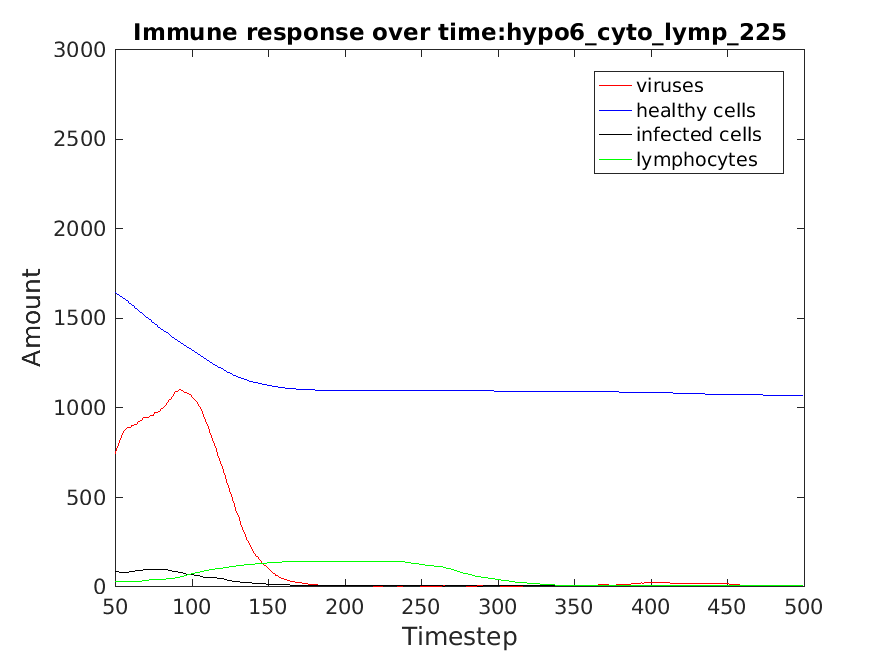 Immune response over time:hypo6_cyto_lymp_225
3000
2500
2000
1500
1000
500
0
Amount
viruses
healthy cells
infected cells
lymphocytes
50 100 150 200 250 300 350 400 450 500
Timestep